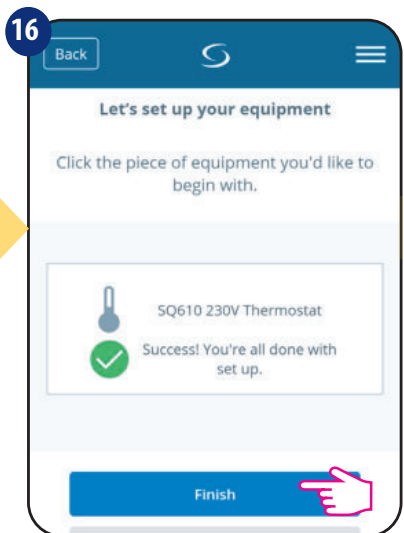 16
Back
Let's set up your equipment
Click the piece of equipment you'd like to
begin with.
SQ610 230V Thermostat
Success! You're all done with
set up.
Finish